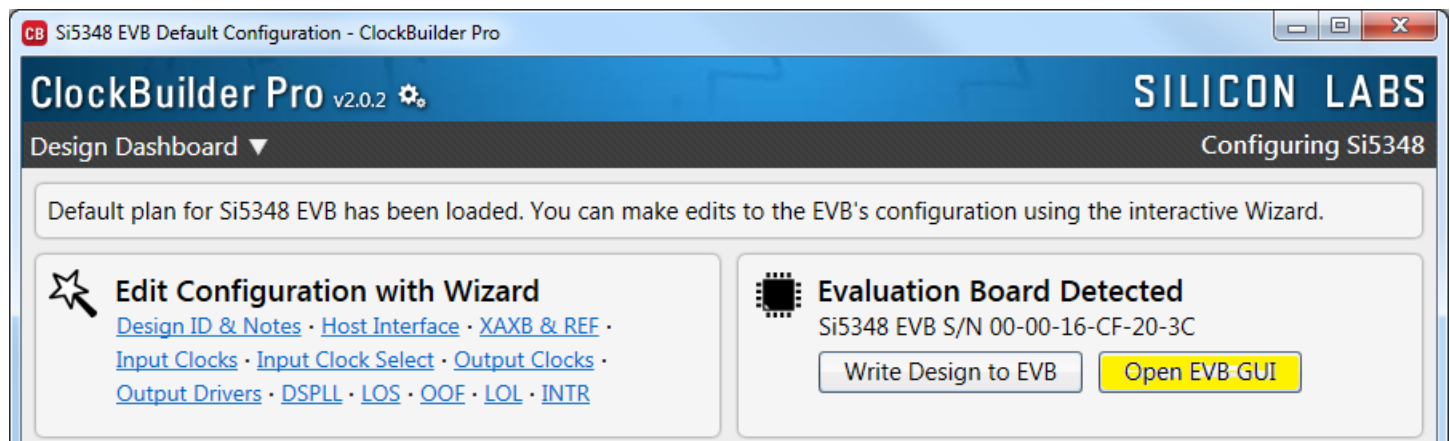 CB Si5348 EVB Default Configuration - ClockBuilder Pro
ClockBuilder Pro v2.0.2
SILICON LABS
Design Dashboard ▼
Configuring Si5348
Default plan for Si5348 EVB has been loaded. You can make edits to the EVB's configuration using the interactive Wizard.
Edit Configuration with Wizard
Design ID & Notes · Host Interface · XAXB & REF ·
Input Clocks · Input Clock Select · Output Clocks ·
Output Drivers · DSPLL · LOS · OOF · LOL · INTR
Evaluation Board Detected
Si5348 EVB S/N 00-00-16-CF-20-3C
Write Design to EVB
Open EVB GUI